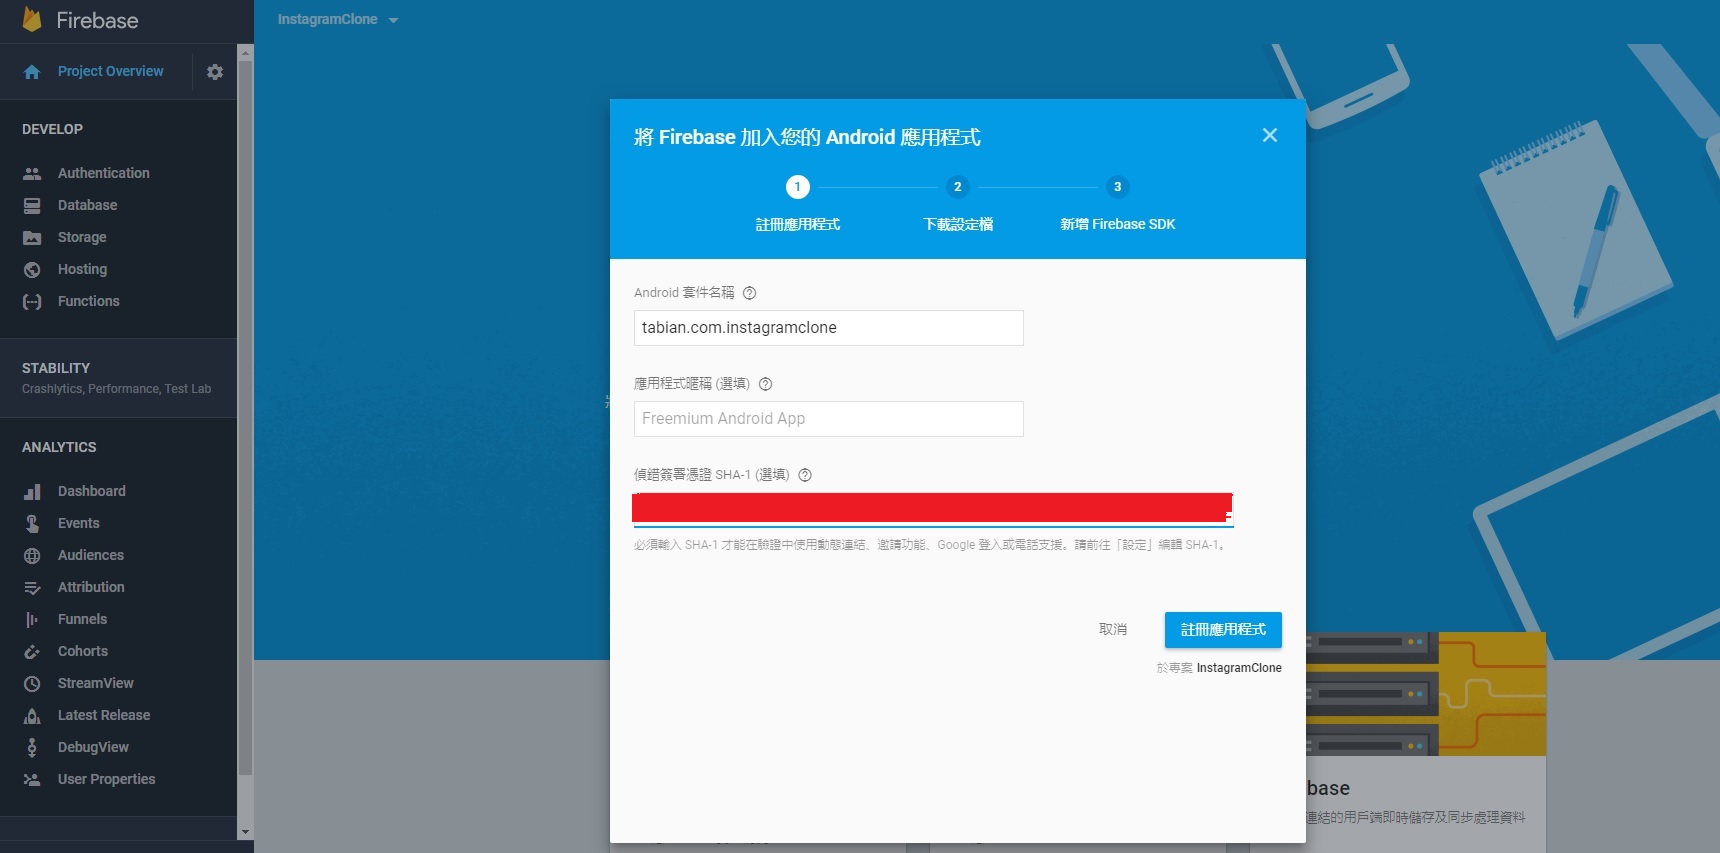 Firebase
InstagramClone
Project Overview
DEVELOP
Authentication
Database
Storage
Hosting
Functions
STABILITY
Crashlytics, Performance, Test Lab
ANALYTICS
Dashboard
Events
Audiences
Attribution
Funnels
Cohorts
StreamView
Latest Release
DebugView
User Properties
將 Firebase 加入您的 Android 應用程式
1
2
3
註冊應用程式
下載設定檔
新增 Firebase SDK
Android 套件名稱
tabian.com.instagramclone
應用程式暱稱 (選填)
Freemium Android App
偵錯簽署憑證 SHA-1 (選填)
必須輸入 SHA-1 才能在驗證中使用動態連結、邀請功能、Google 登入或電話支援。請前往「設定」編輯 SHA-1。
取消
註冊應用程式
於專案 InstagramClone
base
連結的用戶端即時儲存及同步處理資料